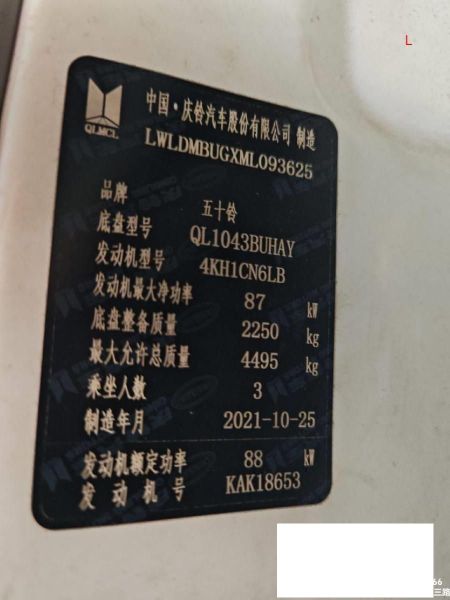 L
中国·庆铃汽车股份有限公司 制造
QLMCL
LWLDMBUGXML093625
品牌 五十铃
底盘型号 QL1043BUHAY
发动机型号 4KH1CN6LB
发动机最大净功率 87 kW
底盘整备质量 2250 kg
最大允许总质量 4495 kg
乘坐人数 3
制造年月 2021-10-25
发动机额定功率 88 kW
发动机号 KAK18653
66
三路